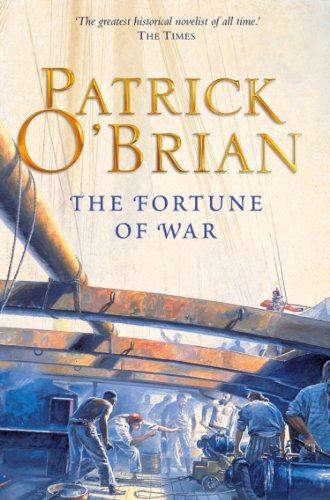 ‘The greatest historical novelist of all time.’
THE TIMES
PATRICK
O’BRIAN
THE FORTUNE
OF WAR